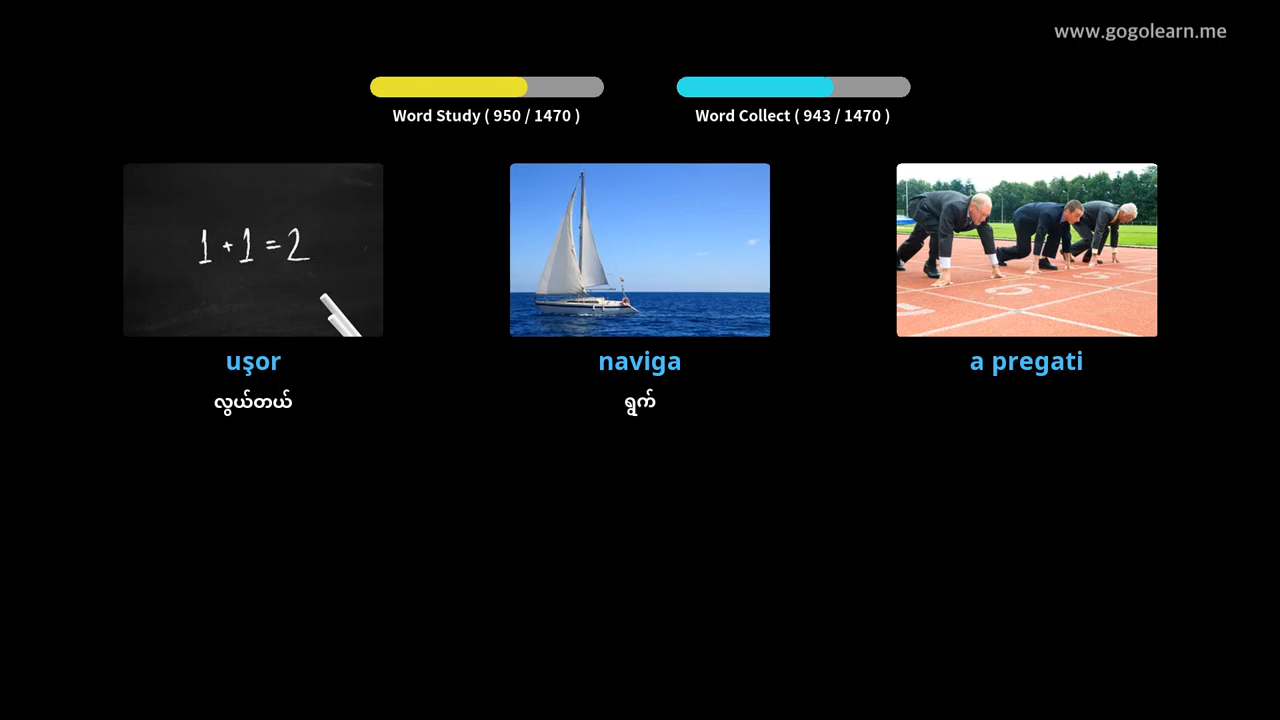 www.gogolearn.me
Word Study ( 950 / 1470 )
Word Collect ( 943 / 1470 )
1 + 1 = 2
uşor
naviga
a pregati
လွယ်တယ်
ရွက်